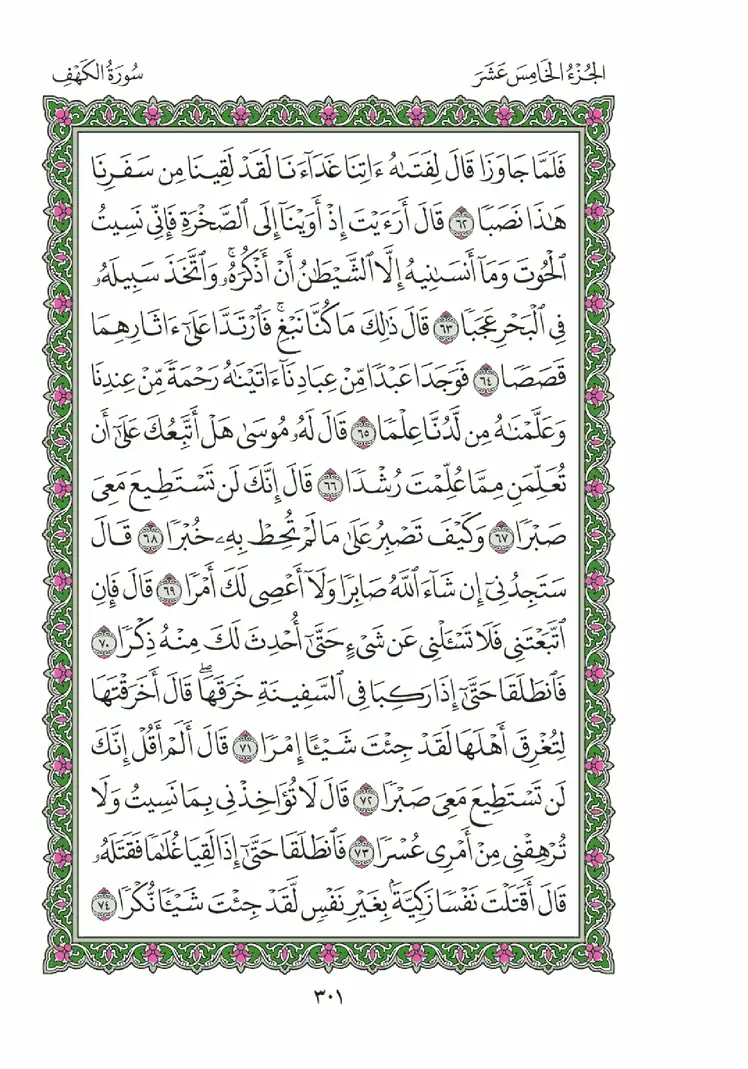 الجُزْءُ الخَامِسَ عَشَرَ
سُورَةُ الكَهْفِ
فَلَمَّا جَاوَزَا قَالَ لِفَتَىٰهُ ءَاتِنَا غَدَآءَنَا لَقَدْ لَقِينَا مِن سَفَرِنَا
هَٰذَا نَصَبًا ٦٢ قَالَ أَرَءَيْتَ إِذْ أَوَيْنَآ إِلَى ٱلصَّخْرَةِ فَإِنِّى نَسِيتُ
ٱلْحُوتَ وَمَآ أَنسَىٰنِيهُ إِلَّا ٱلشَّيْطَٰنُ أَنْ أَذْكُرَهُۥۚ وَٱتَّخَذَ سَبِيلَهُۥ
فِى ٱلْبَحْرِ عَجَبًا ٦٣ قَالَ ذَٰلِكَ مَا كُنَّا نَبْغِۚ فَٱرْتَدَّا عَلَىٰٓ ءَاثَارِهِمَا
قَصَصًا ٦٤ فَوَجَدَا عَبْدًا مِّنْ عِبَادِنَآ ءَاتَيْنَٰهُ رَحْمَةً مِّنْ عِندِنَا
وَعَلَّمْنَٰهُ مِن لَّدُنَّا عِلْمًا ٦٥ قَالَ لَهُۥ مُوسَىٰ هَلْ أَتَّبِعُكَ عَلَىٰٓ أَن
تُعَلِّمَنِ مِمَّا عُلِّمْتَ رُشْدًا ٦٦ قَالَ إِنَّكَ لَن تَسْتَطِيعَ مَعِىَ
صَبْرًا ٦٧ وَكَيْفَ تَصْبِرُ عَلَىٰ مَا لَمْ تُحِطْ بِهِۦ خُبْرًا ٦٨ قَالَ
سَتَجِدُنِىٓ إِن شَآءَ ٱللَّهُ صَابِرًا وَلَآ أَعْصِى لَكَ أَمْرًا ٦٩ قَالَ فَإِنِ
ٱتَّبَعْتَنِى فَلَا تَسْـَٔلْنِى عَن شَىْءٍ حَتَّىٰٓ أُحْدِثَ لَكَ مِنْهُ ذِكْرًا ٧٠
فَٱنطَلَقَا حَتَّىٰٓ إِذَا رَكِبَا فِى ٱلسَّفِينَةِ خَرَقَهَاۖ قَالَ أَخَرَقْتَهَا
لِتُغْرِقَ أَهْلَهَا لَقَدْ جِئْتَ شَيْـًٔا إِمْرًا ٧١ قَالَ أَلَمْ أَقُلْ إِنَّكَ
لَن تَسْتَطِيعَ مَعِىَ صَبْرًا ٧٢ قَالَ لَا تُؤَاخِذْنِى بِمَا نَسِيتُ وَلَا
تُرْهِقْنِى مِنْ أَمْرِى عُسْرًا ٧٣ فَٱنطَلَقَا حَتَّىٰٓ إِذَا لَقِيَا غُلَٰمًا فَقَتَلَهُۥ
قَالَ أَقَتَلْتَ نَفْسًا زَكِيَّةًۢ بِغَيْرِ نَفْسٍ لَّقَدْ جِئْتَ شَيْـًٔا نُّكْرًا ٧٤
٣٠١